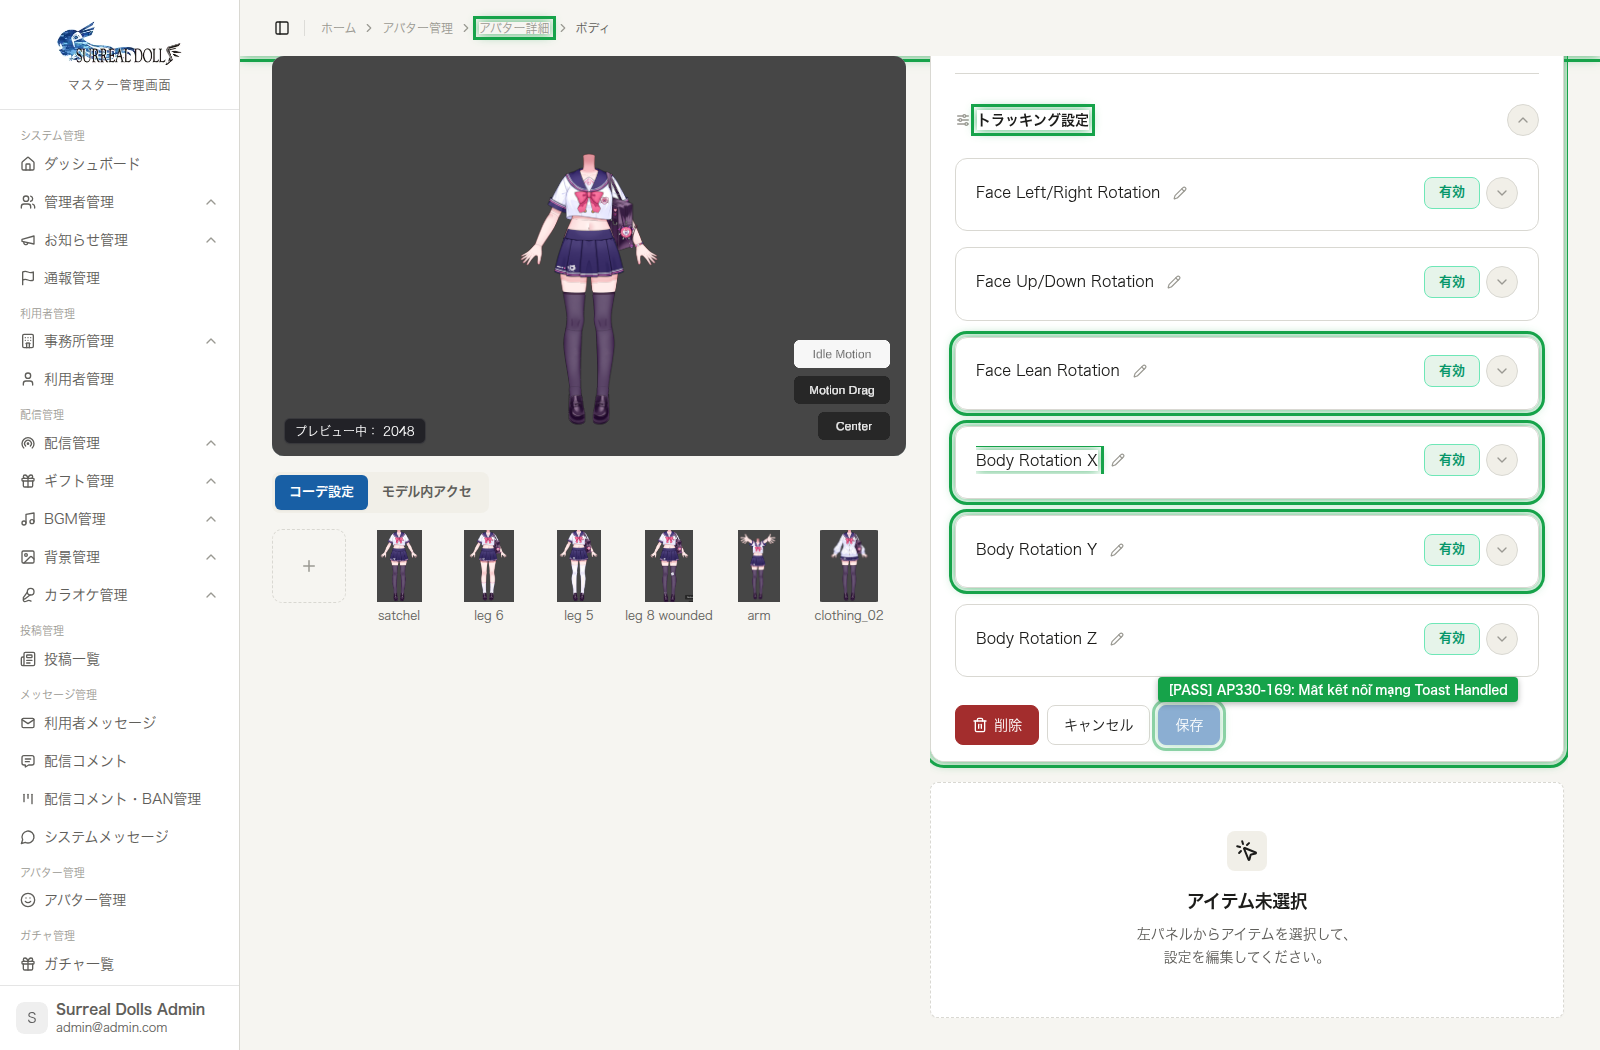 SURREAL DOLL
マスター管理画面
システム管理
ダッシュボード
管理者管理
お知らせ管理
通報管理
利用者管理
事務所管理
利用者管理
配信管理
配信管理
ギフト管理
BGM管理
背景管理
カラオケ管理
投稿管理
投稿一覧
メッセージ管理
利用者メッセージ
配信コメント
配信コメント・BAN管理
システムメッセージ
アバター管理
アバター管理
ガチャ管理
ガチャ一覧
S
Surreal Dolls Admin
admin@admin.com
ホーム
アバター管理
アバター詳細
ボディ
Idle Motion
Motion Drag
Center
プレビュー中： 2048
コーデ設定
モデル内アクセ
satchel
leg 6
leg 5
leg 8 wounded
arm
clothing_02
トラッキング設定
Face Left/Right Rotation
有効
Face Up/Down Rotation
有効
Face Lean Rotation
有効
Body Rotation X
有効
Body Rotation Y
有効
Body Rotation Z
有効
[PASS] AP330-169: Mất kết nối mạng Toast Handled
削除
キャンセル
保存
アイテム未選択
左パネルからアイテムを選択して、
設定を編集してください。